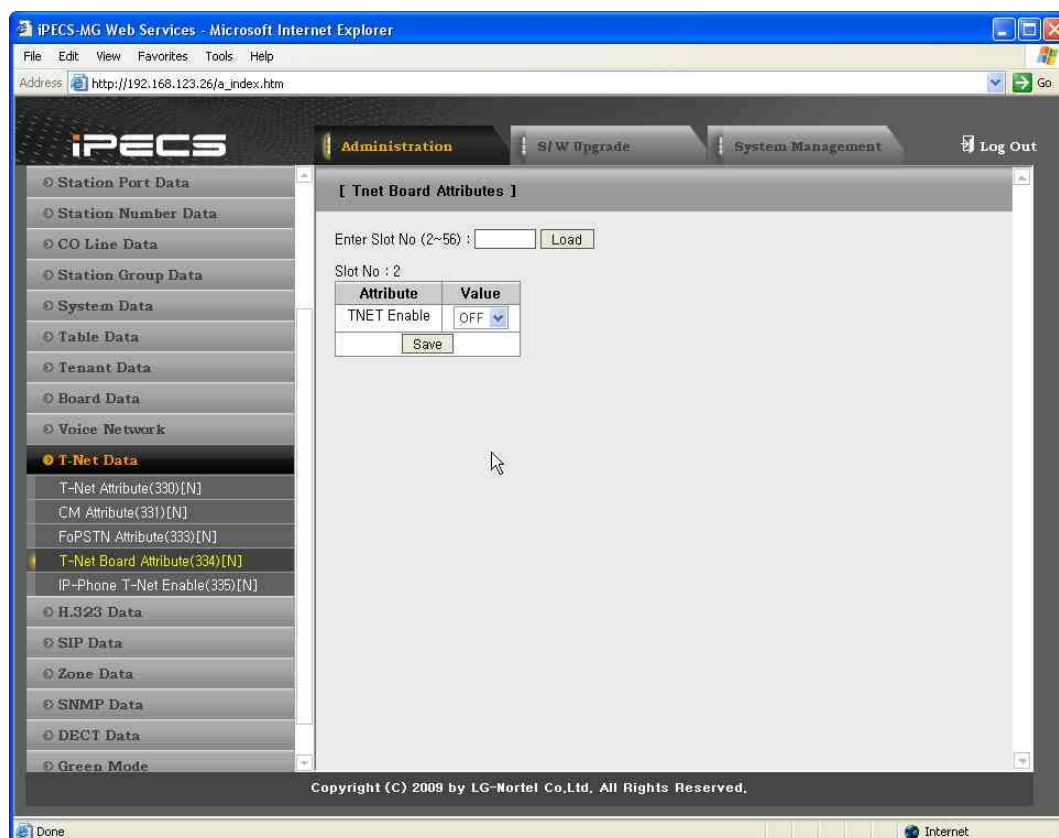 iPECS-MG Web Services - Microsoft Internet Explorer
File Edit View Favorites Tools Help
Address http://192.168.123.26/a_index.htm Go
iPECS
Administration S/W Upgrade System Management Log Out
Station Port Data
Station Number Data
CO Line Data
Station Group Data
System Data
Table Data
Tenant Data
Board Data
Voice Network
T-Net Data
T-Net Attribute(330)[N]
CM Attribute(331)[N]
FoPSTN Attribute(333)[N]
T-Net Board Attribute(334)[N]
IP-Phone T-Net Enable(335)[N]
H.323 Data
SIP Data
Zone Data
SNMP Data
DECT Data
Green Mode
[ Tnet Board Attributes ]
Enter Slot No (2~56) : Load
Slot No : 2
Attribute Value
TNET Enable OFF
Save
Copyright (C) 2009 by LG-Nortel Co,Ltd, All Rights Reserved,
Done Internet